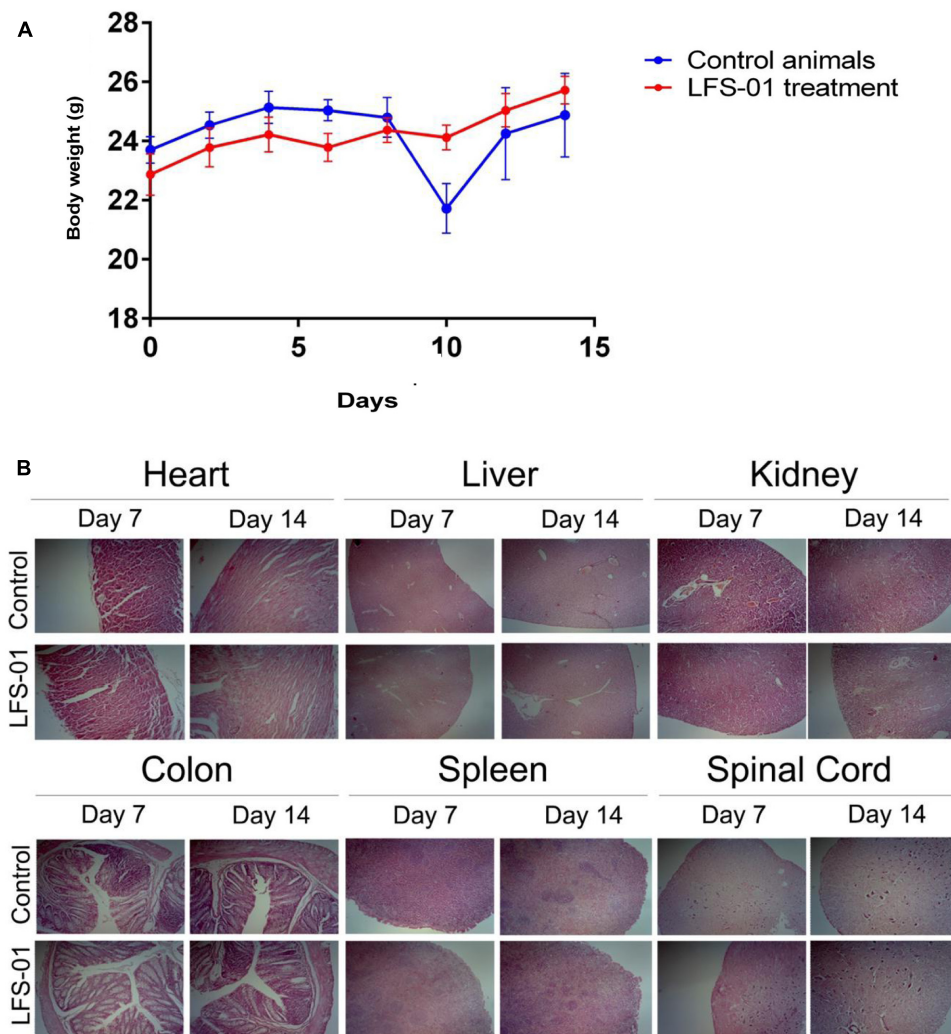 A
28
26
24
22
20
18
Body weight (g)
0 5 10 15
Days
Control animals
LFS-01 treatment
B
Heart Liver Kidney
Day 7 Day 14 Day 7 Day 14 Day 7 Day 14
Control
LFS-01
Colon Spleen Spinal Cord
Day 7 Day 14 Day 7 Day 14 Day 7 Day 14
Control
LFS-01